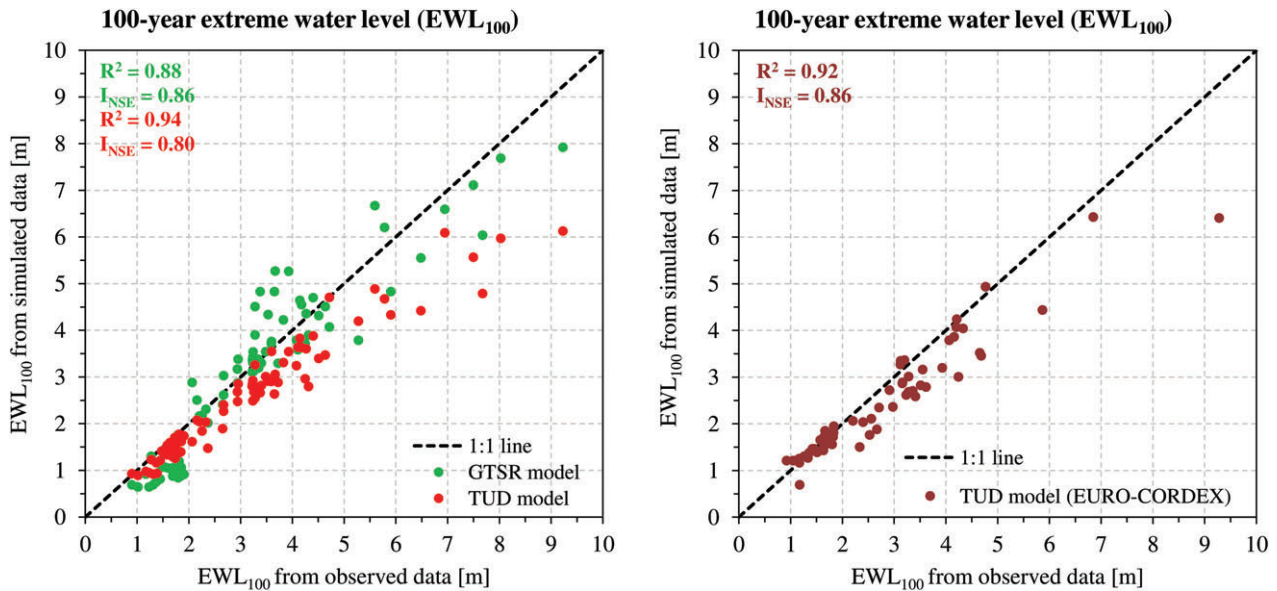 100-year extreme water level (EWL100)
R2 = 0.88
INSE = 0.86
R2 = 0.94
INSE = 0.80
EWL100 from simulated data [m]
10
9
8
7
6
5
4
3
2
1
0
1:1 line
GTSR model
TUD model
0 1 2 3 4 5 6 7 8 9 10
EWL100 from observed data [m]
100-year extreme water level (EWL100)
R2 = 0.92
INSE = 0.86
EWL100 from simulated data [m]
10
9
8
7
6
5
4
3
2
1
0
1:1 line
TUD model (EURO-CORDEX)
0 1 2 3 4 5 6 7 8 9 10
EWL100 from observed data [m]